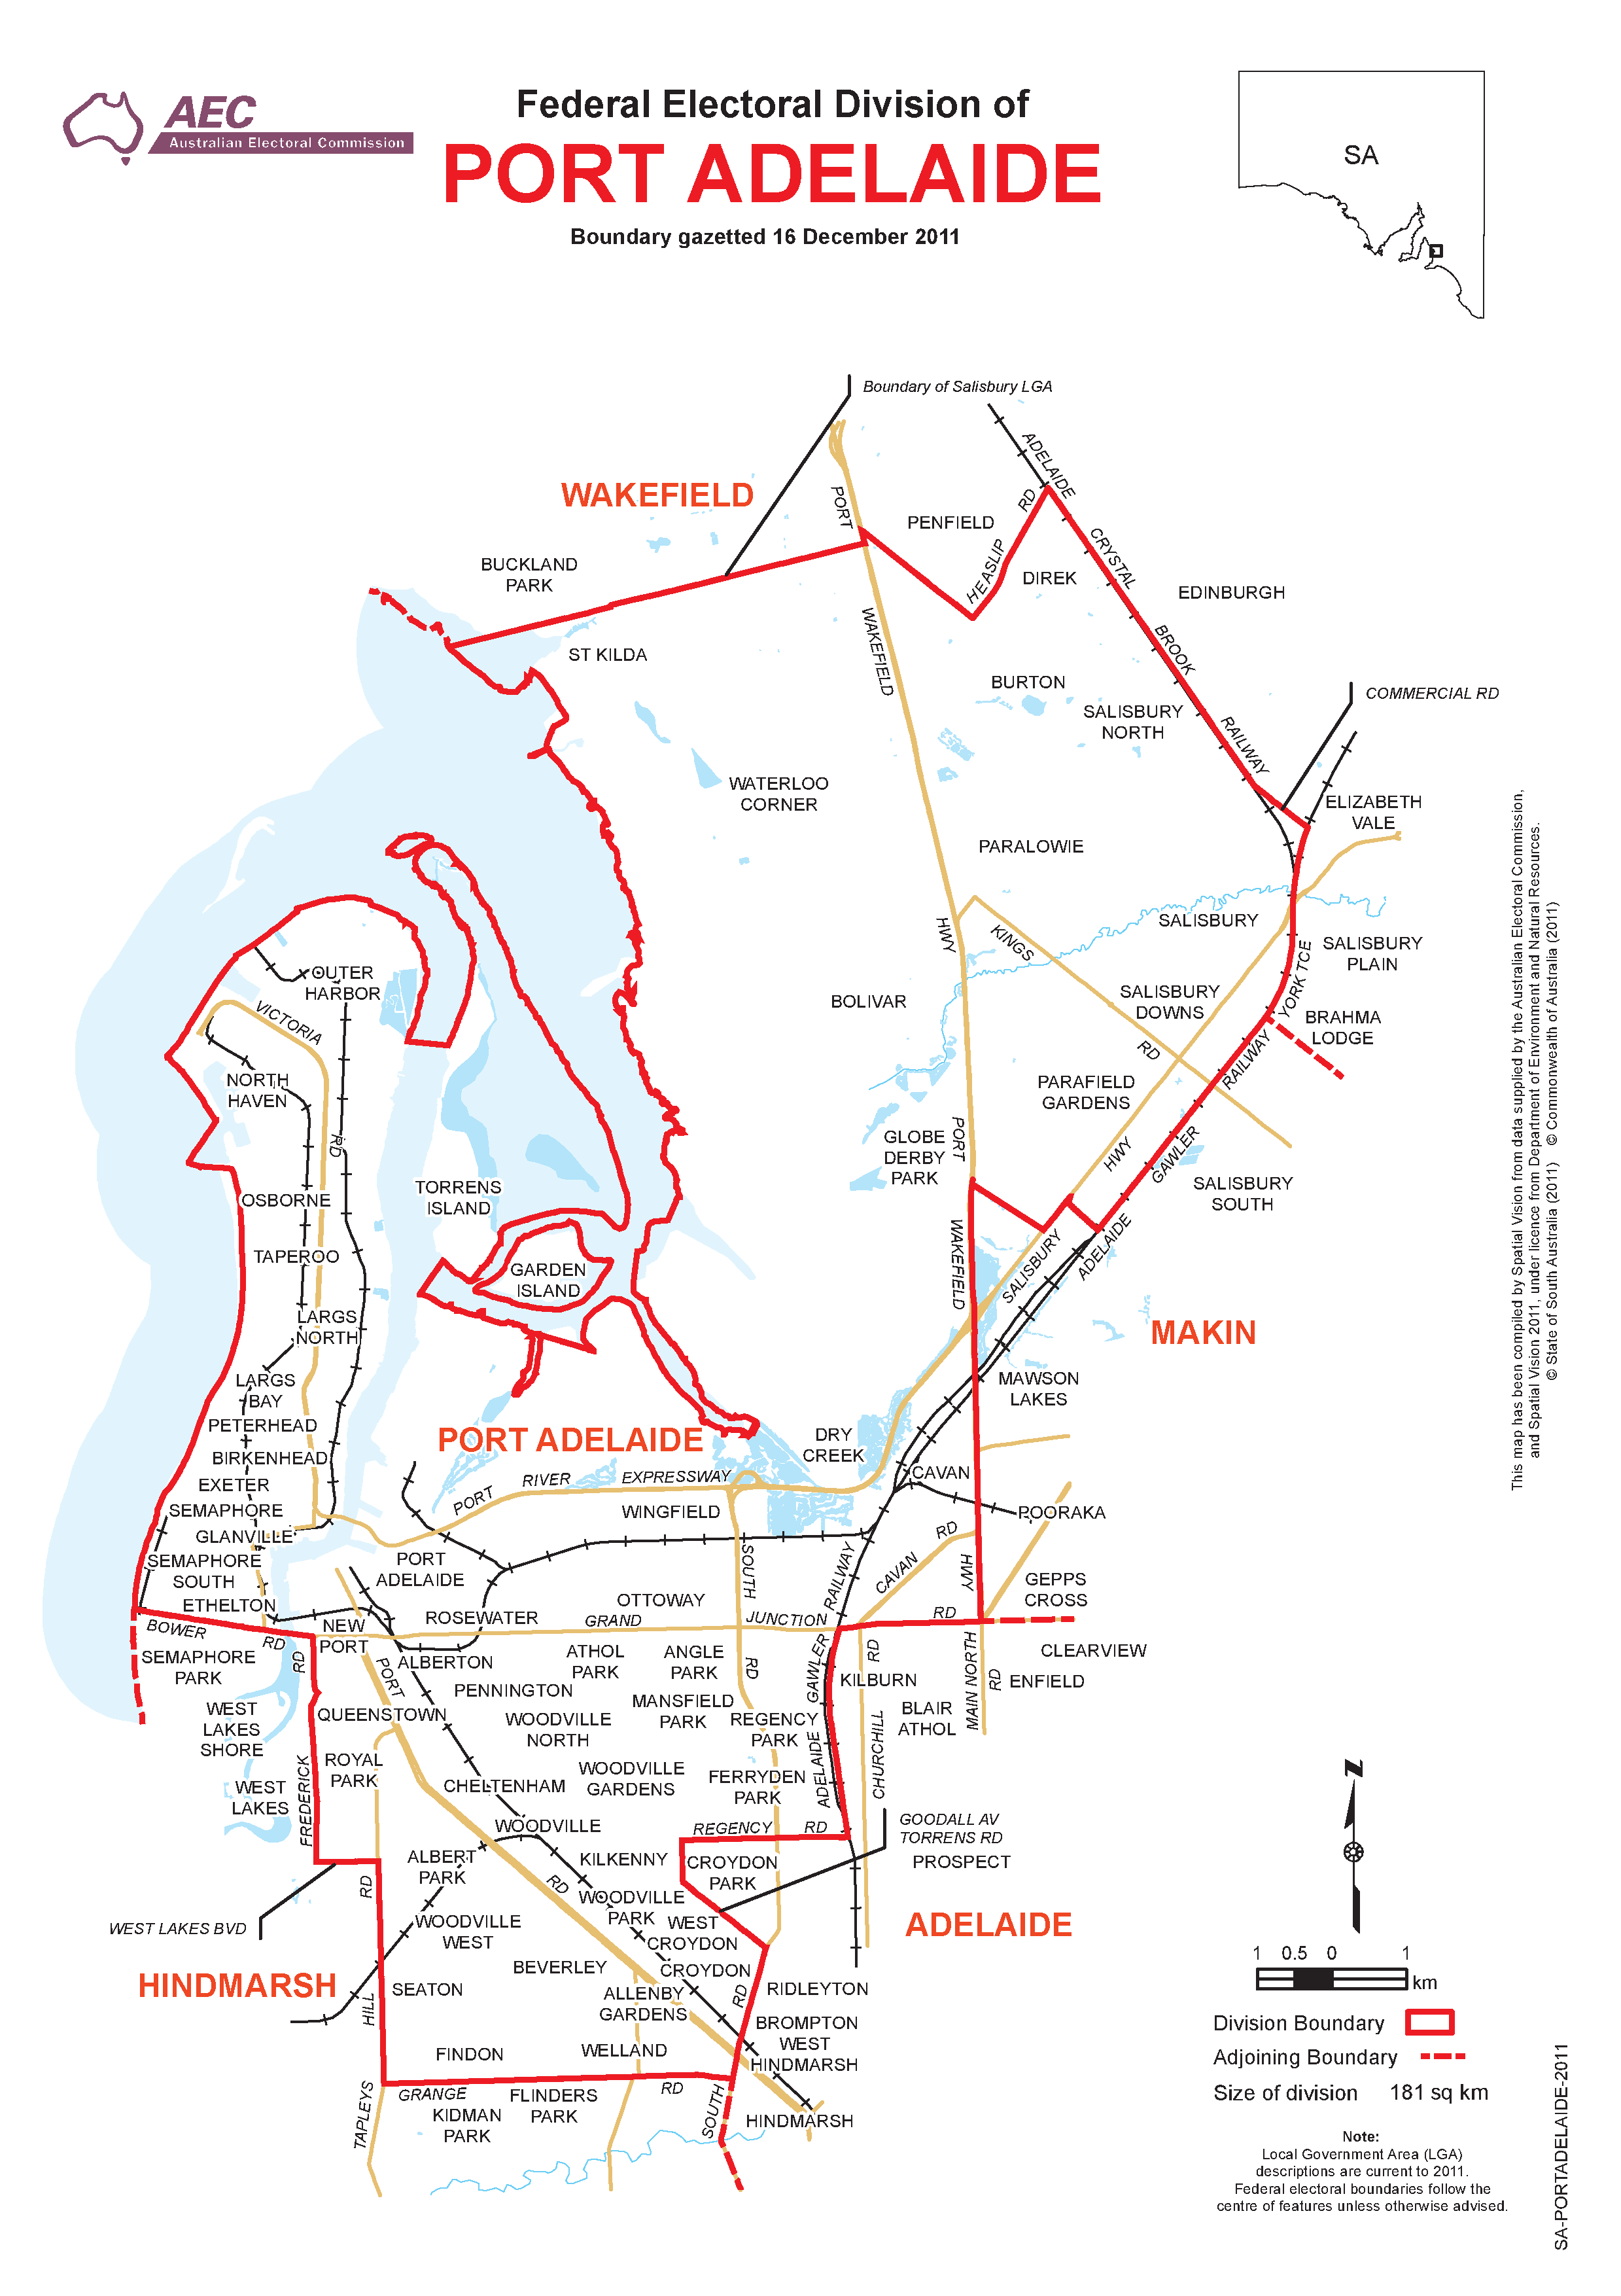 AEC
Australian Electoral Commission
Federal Electoral Division of
PORT ADELAIDE
Boundary gazetted 16 December 2011
SA
Boundary of Salisbury LGA
WAKEFIELD
PORT
PENFIELD
RD
ADELAIDE
BUCKLAND
PARK
HEASLIP
DIREK
CRYSTAL
EDINBURGH
ST KILDA
WAKEFIELD
BROOK
BURTON
COMMERCIAL RD
SALISBURY
NORTH
RAILWAY
WATERLOO
CORNER
ELIZABETH
VALE
PARALOWIE
HWY
KINGS
SALISBURY
SALISBURY
PLAIN
OUTER
HARBOR
VICTORIA
BOLIVAR
SALISBURY
DOWNS
YORK TCE
BRAHMA
LODGE
RD
RAILWAY
NORTH
HAVEN
PARAFIELD
GARDENS
RD
GLOBE
DERBY
PARK
PORT
HWY
GAWLER
TORRENS
ISLAND
OSBORNE
SALISBURY
SOUTH
TAPEROO
GARDEN
ISLAND
WAKEFIELD
SALISBURY
ADELAIDE
LARGS
NORTH
MAKIN
LARGS
BAY
MAWSON
LAKES
PETERHEAD
PORT ADELAIDE
DRY
CREEK
BIRKENHEAD
CAVAN
EXETER
PORT
RIVER
EXPRESSWAY
SEMAPHORE
WINGFIELD
POORAKA
GLANVILLE
RD
SEMAPHORE
SOUTH
PORT
ADELAIDE
SOUTH
RAILWAY
CAVAN
HWY
GEPPS
CROSS
ETHELTON
OTTOWAY
BOWER
RD
NEW
PORT
ROSEWATER
GRAND
JUNCTION
RD
SEMAPHORE
PARK
RD
PORT
ALBERTON
ATHOL
PARK
ANGLE
PARK
RD
GAWLER
RD
KILBURN
MAIN NORTH
RD
CLEARVIEW
ENFIELD
PENNINGTON
WEST
LAKES
SHORE
QUEENSTOWN
WOODVILLE
NORTH
MANSFIELD
PARK
REGENCY
PARK
BLAIR
ATHOL
ROYAL
PARK
WEST
LAKES
FREDERICK
CHELTENHAM
WOODVILLE
GARDENS
FERRYDEN
PARK
ADELAIDE
CHURCHILL
WOODVILLE
REGENCY
RD
GOODALL AV
TORRENS RD
PROSPECT
ALBERT
PARK
KILKENNY
CROYDON
PARK
RD
RD
WOODVILLE
PARK
WEST
CROYDON
WEST LAKES BVD
WOODVILLE
WEST
ADELAIDE
HINDMARSH
SEATON
BEVERLEY
CROYDON
ALLENBY
GARDENS
RD
RIDLEYTON
HILL
BROMPTON
WEST
HINDMARSH
FINDON
WELLAND
TAPLEYS
GRANGE
RD
FLINDERS
PARK
KIDMAN
PARK
SOUTH
HINDMARSH
N
1 0.5 0 1
km
Division Boundary
Adjoining Boundary
Size of division 181 sq km
Note:
Local Government Area (LGA)
descriptions are current to 2011.
Federal electoral boundaries follow the
centre of features unless otherwise advised.
This map has been compiled by Spatial Vision from data supplied by the Australian Electoral Commission,
and Spatial Vision 2011, under licence from Department of Environment and Natural Resources.
© State of South Australia (2011) © Commonwealth of Australia (2011)
SA-PORTADELAIDE-2011